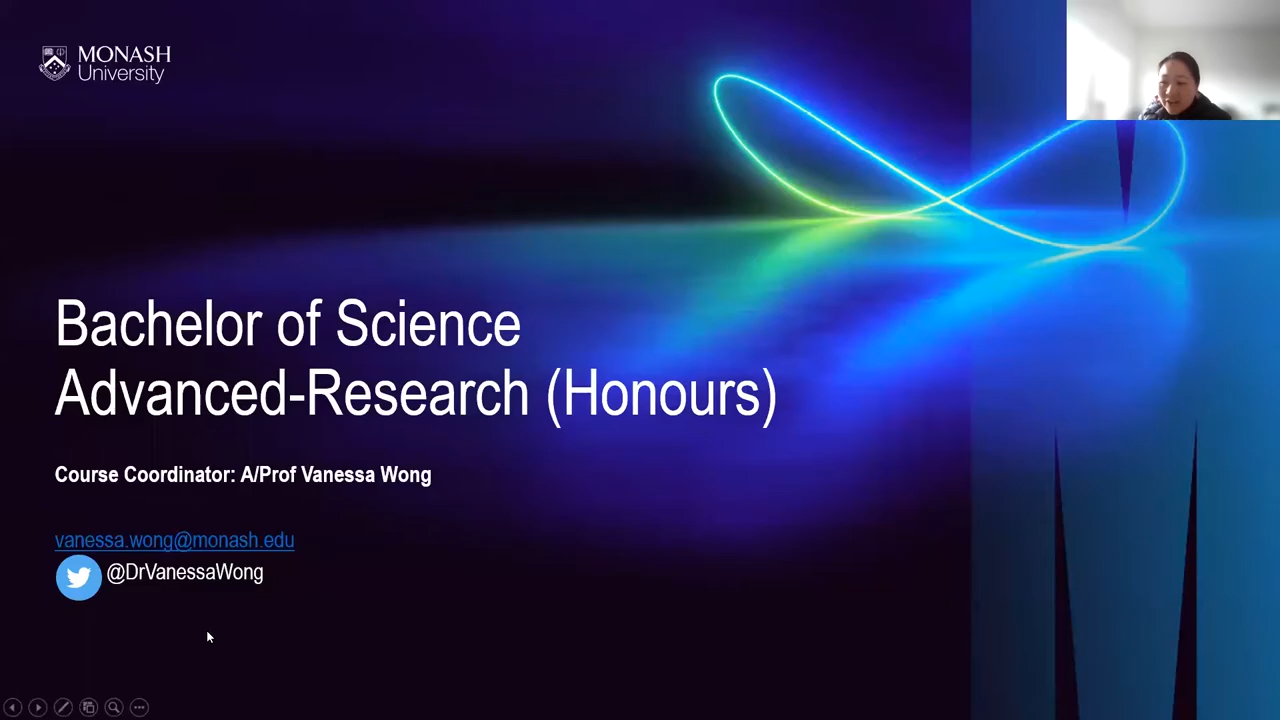 MONASH
University
Bachelor of Science
Advanced-Research (Honours)
Course Coordinator: A/Prof Vanessa Wong
vanessa.wong@monash.edu
@DrVanessaWong